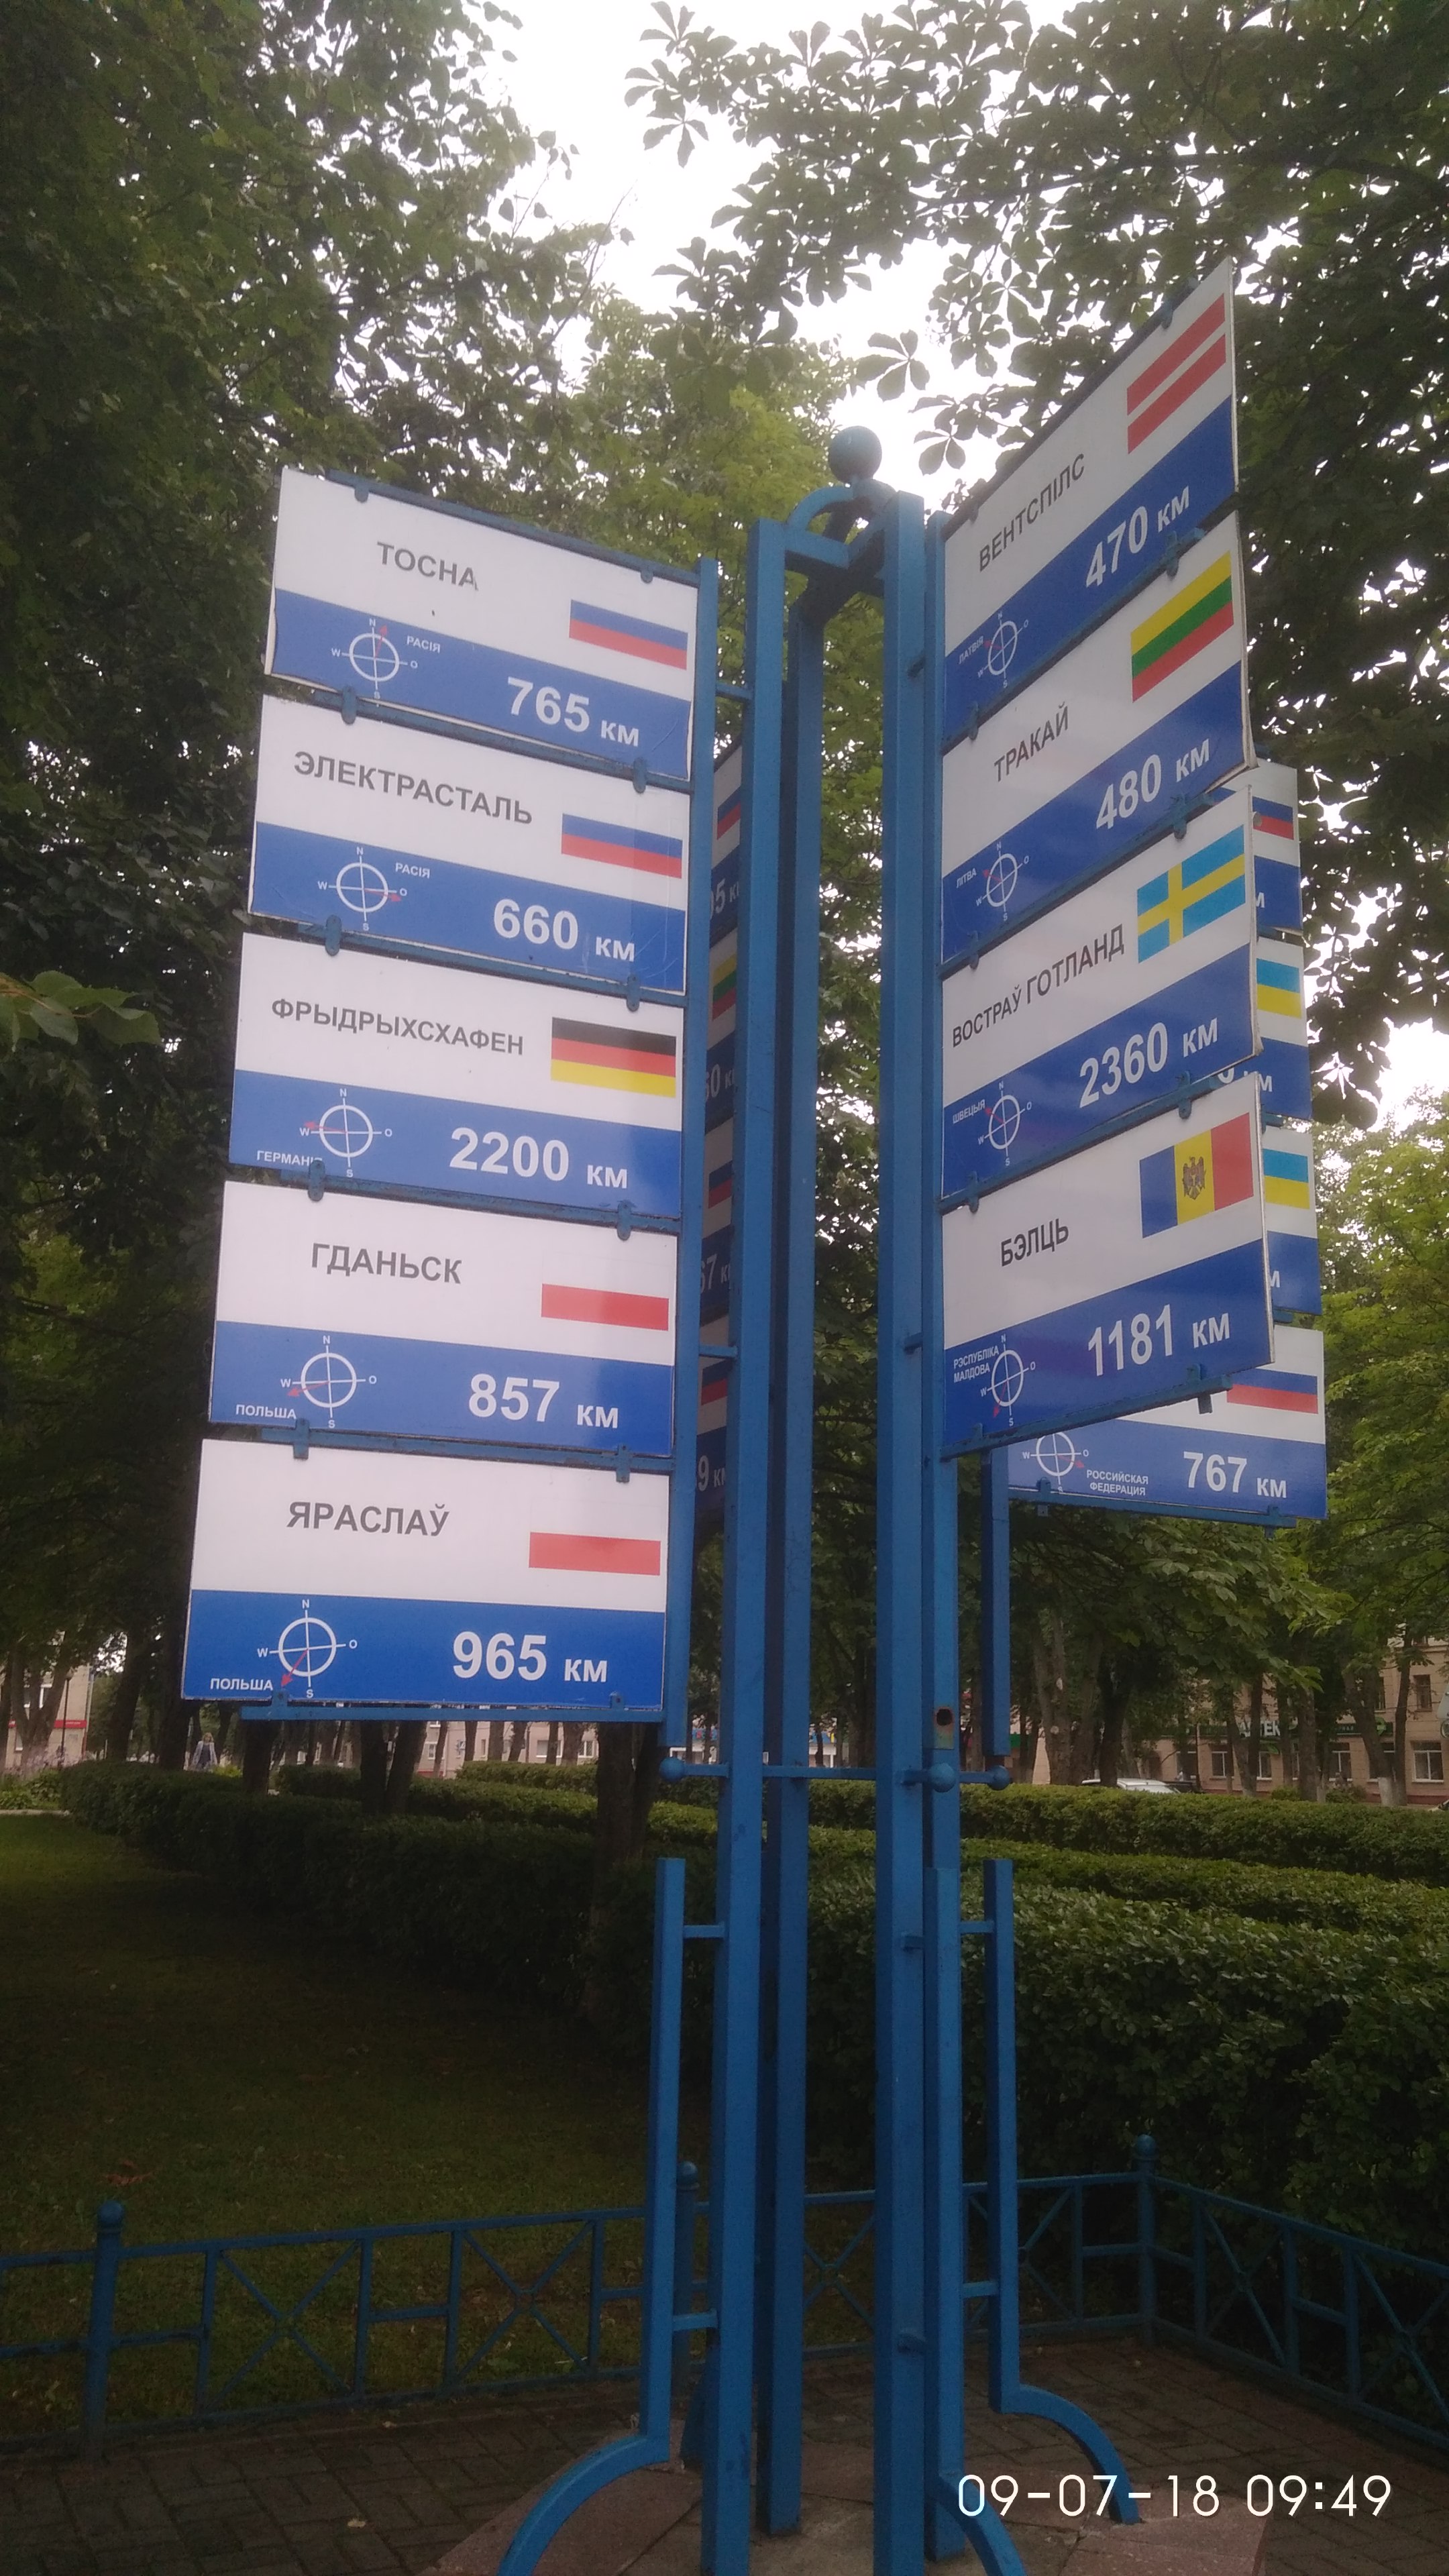 ТОСНА
N
W
О
S
РАСІЯ
765 км
ЭЛЕКТРАСТАЛЬ
N
W
О
S
РАСІЯ
660 км
ФРЫДРЫХСХАФЕН
N
W
О
S
ГЕРМАНІЯ
2200 км
ГДАНЬСК
N
W
О
S
ПОЛЬША
857 км
ЯРАСЛАЎ
N
W
О
S
ПОЛЬША
965 км
ВЕНТСПІЛС
N
W
О
S
ЛАТВІЯ
470 км
ТРАКАЙ
N
W
О
S
ЛІТВА
480 км
ВОСТРАЎ ГОТЛАНД
N
W
О
S
ШВЕЦЫЯ
2360 км
БЭЛЦЬ
N
W
О
S
РЭСПУБЛІКА
МАЛДОВА
1181 км
О
S
РОССИЙСКАЯ
ФЕДЕРАЦИЯ
767 км
09-07-18 09:49